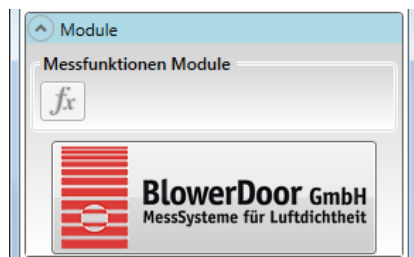 Module
Messfunktionen Module
fx
BlowerDoor GmbH
MessSysteme für Luftdichtheit